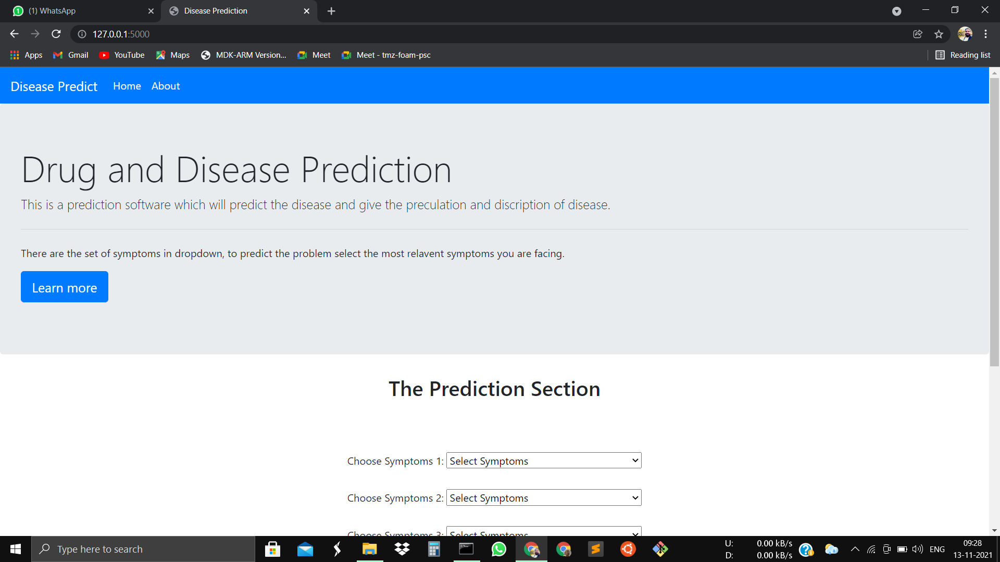 (1) WhatsApp
Disease Prediction
127.0.0.1:5000
Apps
Gmail
YouTube
Maps
MDK-ARM Version...
Meet
Meet - tmz-foam-psc
Reading list
Disease Predict
Home
About
Drug and Disease Prediction
This is a prediction software which will predict the disease and give the preculation and discription of disease.
There are the set of symptoms in dropdown, to predict the problem select the most relavent symptoms you are facing.
Learn more
The Prediction Section
Choose Symptoms 1: Select Symptoms
Choose Symptoms 2: Select Symptoms
Choose Symptoms 3: Select Symptoms
Type here to search
U: 0.00 kB/s
D: 0.00 kB/s
ENG
09:28
13-11-2021